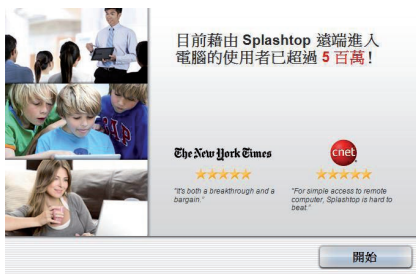 目前藉由 Splashtop 遠端進入
電腦的使用者已超過 5 百萬！
The New York Times
cnet
"It's both a breakthrough and a
bargain."
"For simple access to remote
computer, Splashtop is hard to
beat."
開始